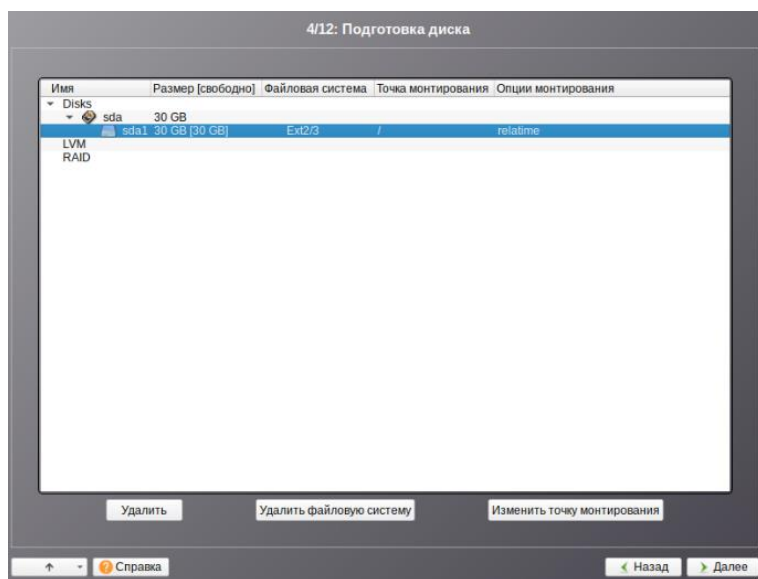 4/12: Подготовка диска
Имя Размер [свободно] Файловая система Точка монтирования Опции монтирования
Disks
sda 30 GB
sda1 30 GB [30 GB] Ext2/3 / relatime
LVM
RAID
Удалить Удалить файловую систему Изменить точку монтирования
Справка Назад Далее